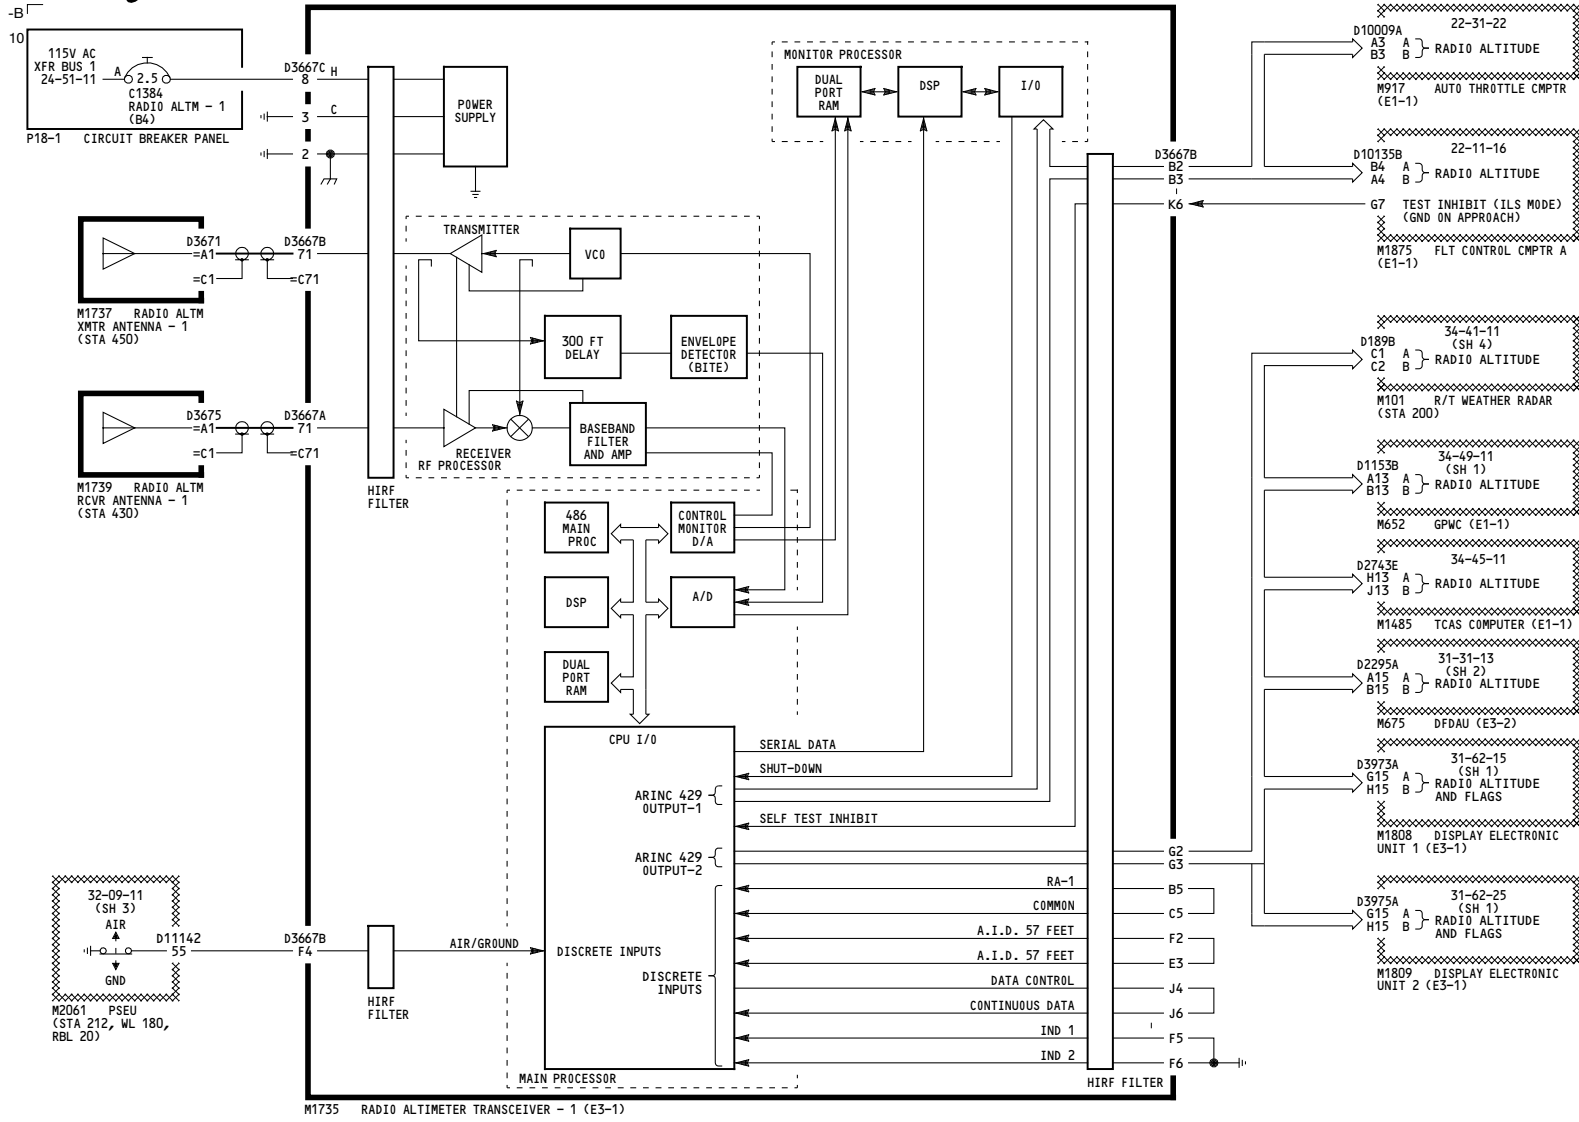 -B
10
115V AC
XFR BUS 1
24-51-11
A
2.5
C1384
RADIO ALTM - 1
(B4)
P18-1 CIRCUIT BREAKER PANEL
D3667C H
8
3 C
2
POWER
SUPPLY
D3671
=A1
=C1
D3667B
71
=C71
M1737 RADIO ALTM
XMTR ANTENNA - 1
(STA 450)
D3675
=A1
=C1
D3667A
71
=C71
M1739 RADIO ALTM
RCVR ANTENNA - 1
(STA 430)
HIRF
FILTER
TRANSMITTER
VCO
300 FT
DELAY
ENVELOPE
DETECTOR
(BITE)
BASEBAND
FILTER
AND AMP
RECEIVER
RF PROCESSOR
MONITOR PROCESSOR
DUAL
PORT
RAM
DSP
I/O
486
MAIN
PROC
CONTROL
MONITOR
D/A
DSP
A/D
DUAL
PORT
RAM
CPU I/O
SERIAL DATA
SHUT-DOWN
ARINC 429
OUTPUT-1
SELF TEST INHIBIT
ARINC 429
OUTPUT-2
RA-1
COMMON
A.I.D. 57 FEET
A.I.D. 57 FEET
DATA CONTROL
CONTINUOUS DATA
IND 1
IND 2
DISCRETE INPUTS
DISCRETE
INPUTS
MAIN PROCESSOR
HIRF FILTER
32-09-11
(SH 3)
AIR
GND
D11142
55
D3667B
F4
AIR/GROUND
HIRF
FILTER
M2061 PSEU
(STA 212, WL 180,
RBL 20)
M1735 RADIO ALTIMETER TRANSCEIVER - 1 (E3-1)
D3667B
B2
B3
K6
G2
G3
B5
C5
F2
E3
J4
J6
F5
F6
D10009A
22-31-22
A3 A
B3 B
RADIO ALTITUDE
M917 AUTO THROTTLE CMPTR
(E1-1)
D10135B
22-11-16
B4 A
A4 B
RADIO ALTITUDE
G7 TEST INHIBIT (ILS MODE)
(GND ON APPROACH)
M1875 FLT CONTROL CMPTR A
(E1-1)
34-41-11
(SH 4)
D189B
C1 A
C2 B
RADIO ALTITUDE
M101 R/T WEATHER RADAR
(STA 200)
34-49-11
(SH 1)
D1153B
A13 A
B13 B
RADIO ALTITUDE
M652 GPWC (E1-1)
34-45-11
D2743E
H13 A
J13 B
RADIO ALTITUDE
M1485 TCAS COMPUTER (E1-1)
31-31-13
(SH 2)
D2295A
A15 A
B15 B
RADIO ALTITUDE
M675 DFDAU (E3-2)
31-62-15
(SH 1)
D3973A
G15 A
H15 B
RADIO ALTITUDE
AND FLAGS
M1808 DISPLAY ELECTRONIC
UNIT 1 (E3-1)
31-62-25
(SH 1)
D3975A
G15 A
H15 B
RADIO ALTITUDE
AND FLAGS
M1809 DISPLAY ELECTRONIC
UNIT 2 (E3-1)